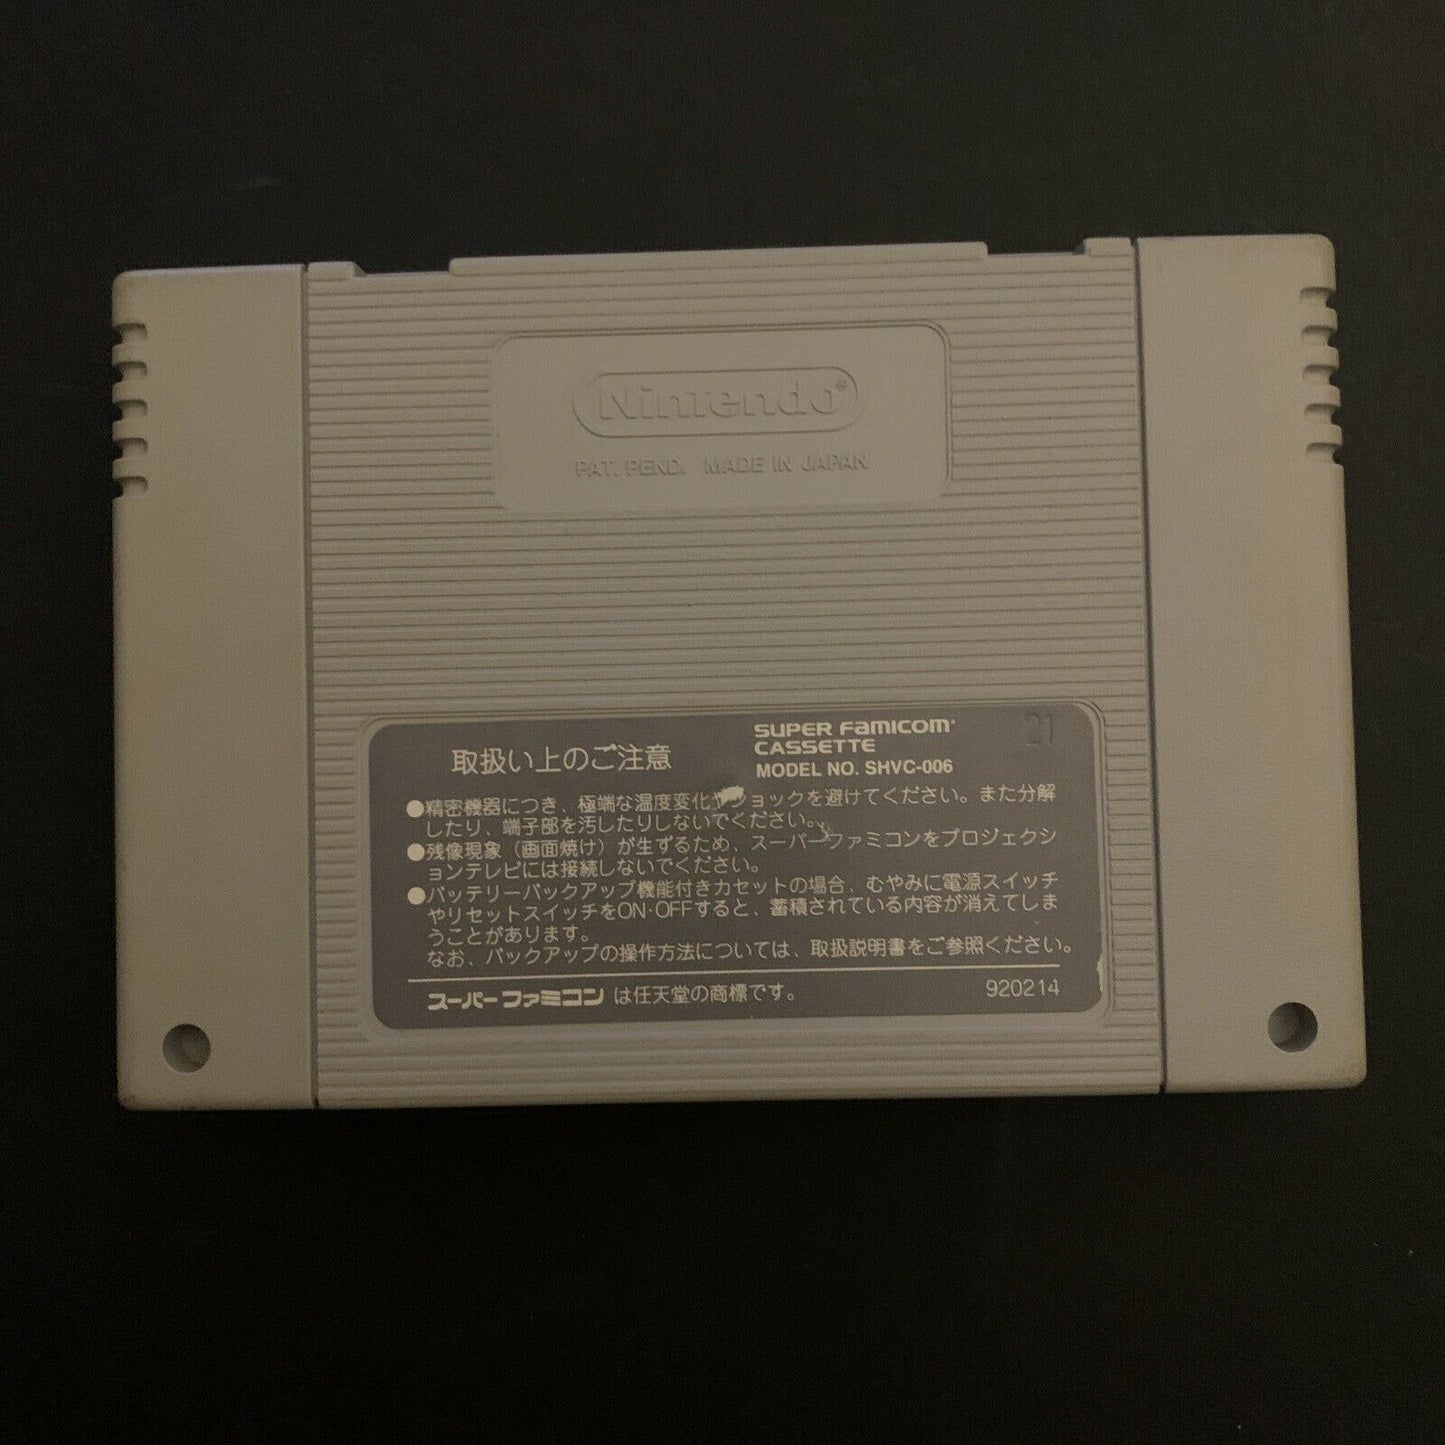 Nintendo®
PAT. PEND. MADE IN JAPAN
取扱い上のご注意
SUPER FAMICOM
CASSETTE
MODEL NO. SHVC-006
21
●精密機器につき、極端な温度変化やショックを避けてください。また分解
したり、端子部を汚したりしないでください。
●残像現象（画面焼け）が生ずるため、スーパーファミコンをプロジェクシ
ョンテレビには接続しないでください。
●バッテリーバックアップ機能付きカセットの場合、むやみに電源スイッチ
やリセットスイッチをON・OFFすると、蓄積されている内容が消えてしま
うことがあります。
なお、バックアップの操作方法については、取扱説明書をご参照ください。
スーパーファミコンは任天堂の商標です。
920214